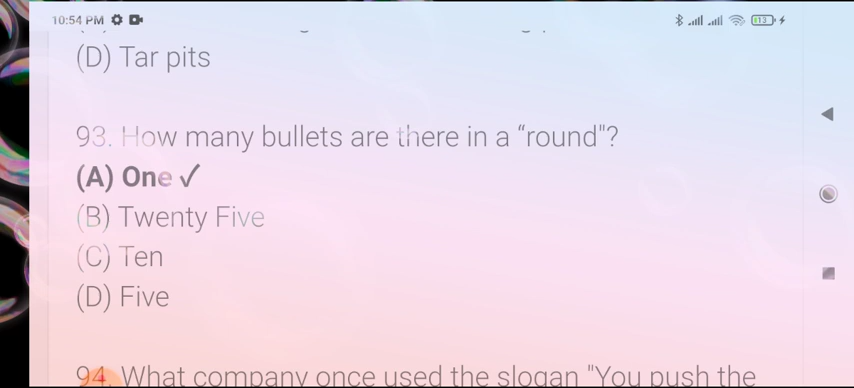 10:54 PM
13
(D) Tar pits
93. How many bullets are there in a “round"?
(A) One ✓
(B) Twenty Five
(C) Ten
(D) Five
94. What company once used the slogan "You push the